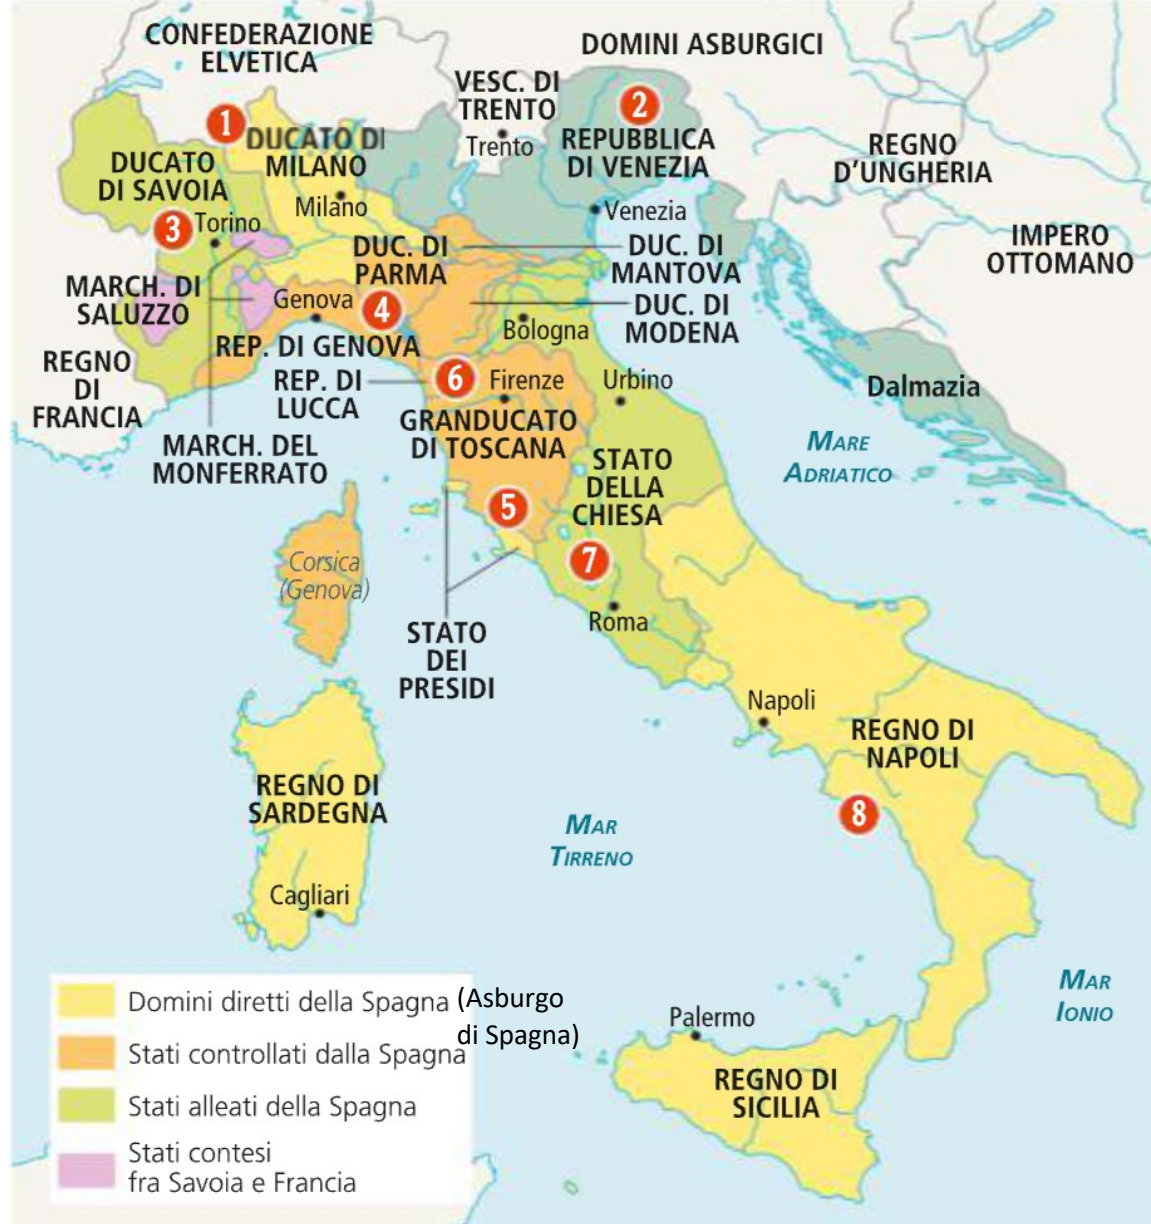 CONFEDERAZIONE
ELVETICA
DOMINI ASBURGICI
VESC. DI
TRENTO
Trento
1
2
DUCATO DI
MILANO
Milano
REPUBBLICA
DI VENEZIA
Venezia
REGNO
D'UNGHERIA
DUCATO
DI SAVOIA
3
Torino
IMPERO
OTTOMANO
DUC. DI
PARMA
DUC. DI
MANTOVA
DUC. DI
MODENA
MARCH. DI
SALUZZO
Genova
4
Bologna
REP. DI GENOVA
REGNO
DI
FRANCIA
REP. DI
LUCCA
6
Firenze
Urbino
Dalmazia
GRANDUCATO
DI TOSCANA
MARCH. DEL
MONFERRATO
MARE
ADRIATICO
STATO
DELLA
CHIESA
5
7
Corsica
(Genova)
Roma
STATO
DEI
PRESIDI
Napoli
REGNO DI
NAPOLI
8
REGNO DI
SARDEGNA
Cagliari
MAR
TIRRENO
MAR
IONIO
Palermo
REGNO DI
SICILIA
Domini diretti della Spagna (Asburgo
di Spagna)
Stati controllati dalla Spagna
Stati alleati della Spagna
Stati contesi
fra Savoia e Francia